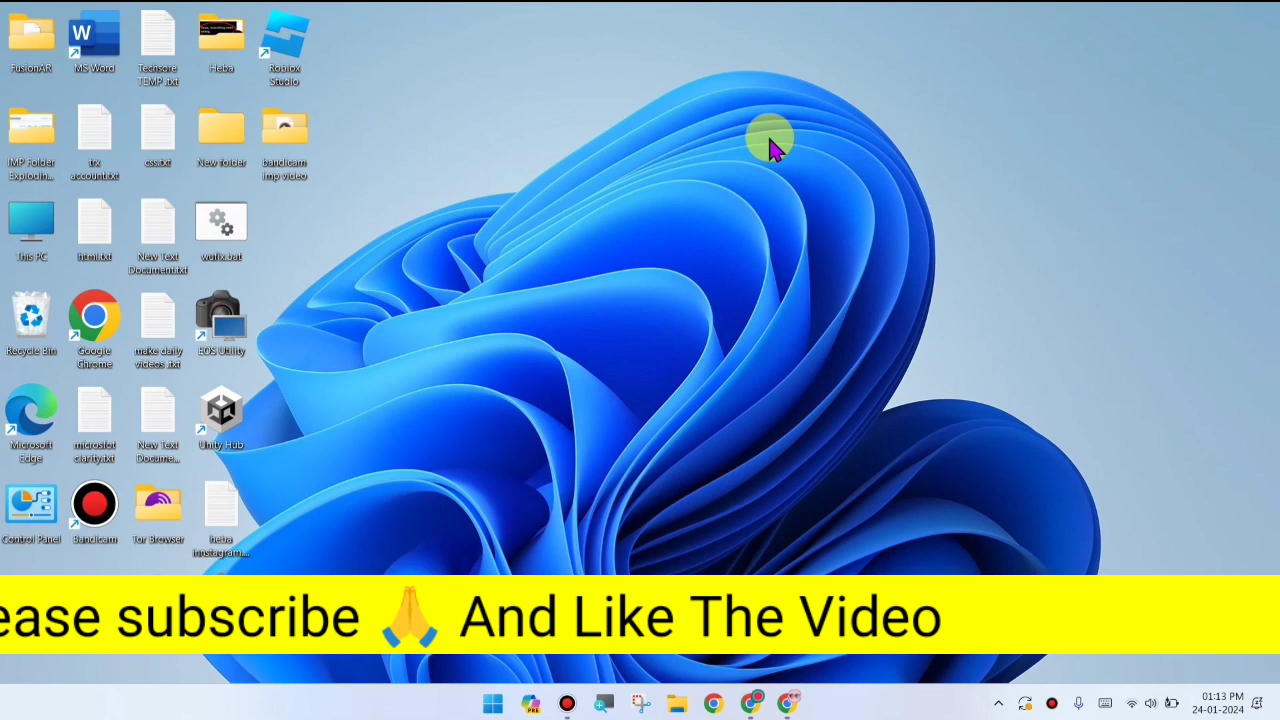 FusionAR
MS Word
Techsore
TEMP .txt
Heba
Roblox
Studio
IMP Folder
Explodin...
trx
account.txt
css.txt
New folder
bandicam
imp video
This PC
html.txt
New Text
Document.txt
wufix.bat
Recycle Bin
Google
Chrome
make daily
videos .txt
EOS Utility
Microsoft
Edge
microsfot
clarity.txt
New Text
Docume...
Unity Hub
Control Panel
Bandicam
Tor Browser
heba
innstagram...
ease subscribe 🙏 And Like The Video
PRE
01:13 PM
24-01-2024